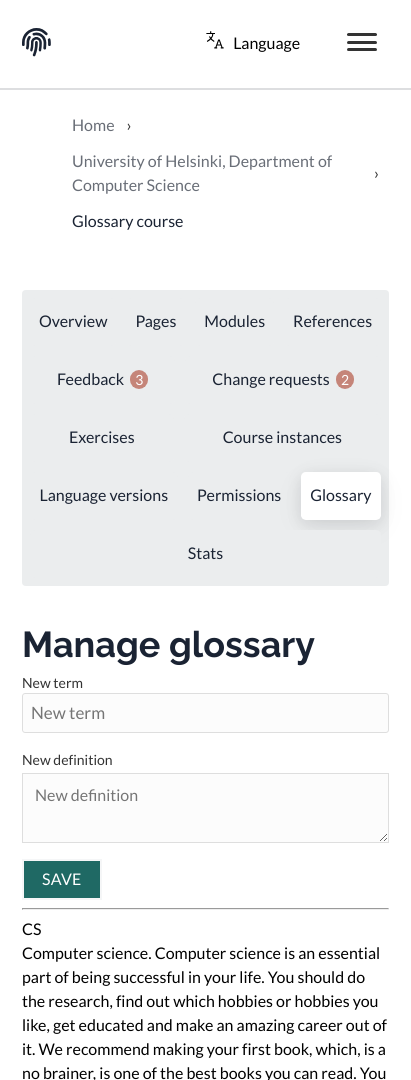 Language
Home ›
University of Helsinki, Department of
Computer Science ›
Glossary course
Overview Pages Modules References
Feedback 3 Change requests 2
Exercises Course instances
Language versions Permissions Glossary
Stats
Manage glossary
New term
New term
New definition
New definition
SAVE
CS
Computer science. Computer science is an essential
part of being successful in your life. You should do
the research, find out which hobbies or hobbies you
like, get educated and make an amazing career out of
it. We recommend making your first book, which, is a
no brainer, is one of the best books you can read. You